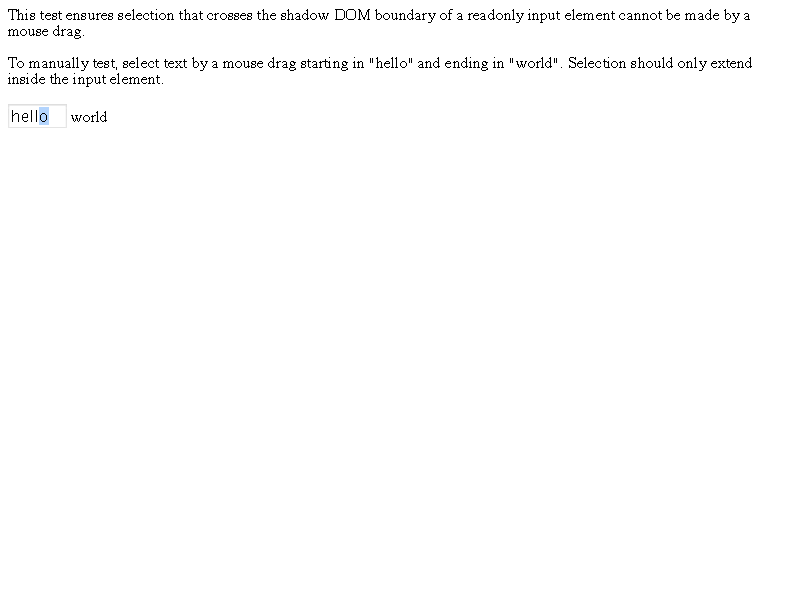 This test ensures selection that crosses the shadow DOM boundary of a readonly input element cannot be made by a
mouse drag.
To manually test, select text by a mouse drag starting in "hello" and ending in "world". Selection should only extend
inside the input element.
hello world